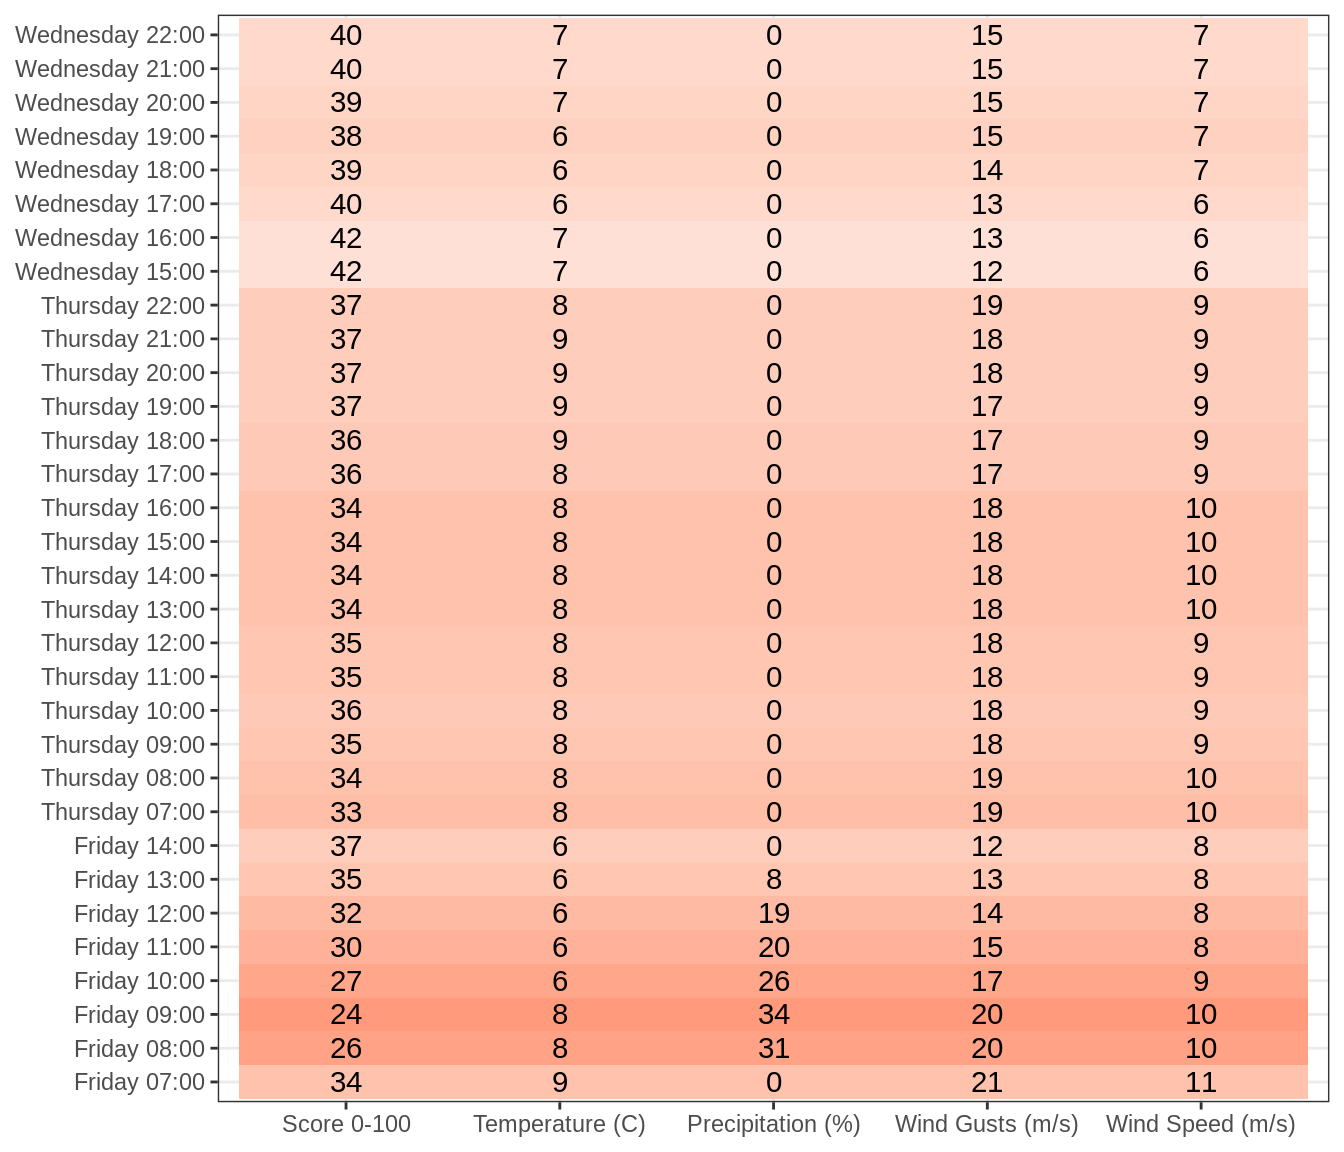 Wednesday 22:00 40 7 0 15 7
Wednesday 21:00 40 7 0 15 7
Wednesday 20:00 39 7 0 15 7
Wednesday 19:00 38 6 0 15 7
Wednesday 18:00 39 6 0 14 7
Wednesday 17:00 40 6 0 13 6
Wednesday 16:00 42 7 0 13 6
Wednesday 15:00 42 7 0 12 6
Thursday 22:00 37 8 0 19 9
Thursday 21:00 37 9 0 18 9
Thursday 20:00 37 9 0 18 9
Thursday 19:00 37 9 0 17 9
Thursday 18:00 36 9 0 17 9
Thursday 17:00 36 8 0 17 9
Thursday 16:00 34 8 0 18 10
Thursday 15:00 34 8 0 18 10
Thursday 14:00 34 8 0 18 10
Thursday 13:00 34 8 0 18 10
Thursday 12:00 35 8 0 18 9
Thursday 11:00 35 8 0 18 9
Thursday 10:00 36 8 0 18 9
Thursday 09:00 35 8 0 18 9
Thursday 08:00 34 8 0 19 10
Thursday 07:00 33 8 0 19 10
Friday 14:00 37 6 0 12 8
Friday 13:00 35 6 8 13 8
Friday 12:00 32 6 19 14 8
Friday 11:00 30 6 20 15 8
Friday 10:00 27 6 26 17 9
Friday 09:00 24 8 34 20 10
Friday 08:00 26 8 31 20 10
Friday 07:00 34 9 0 21 11
Score 0-100 Temperature (C) Precipitation (%) Wind Gusts (m/s) Wind Speed (m/s)